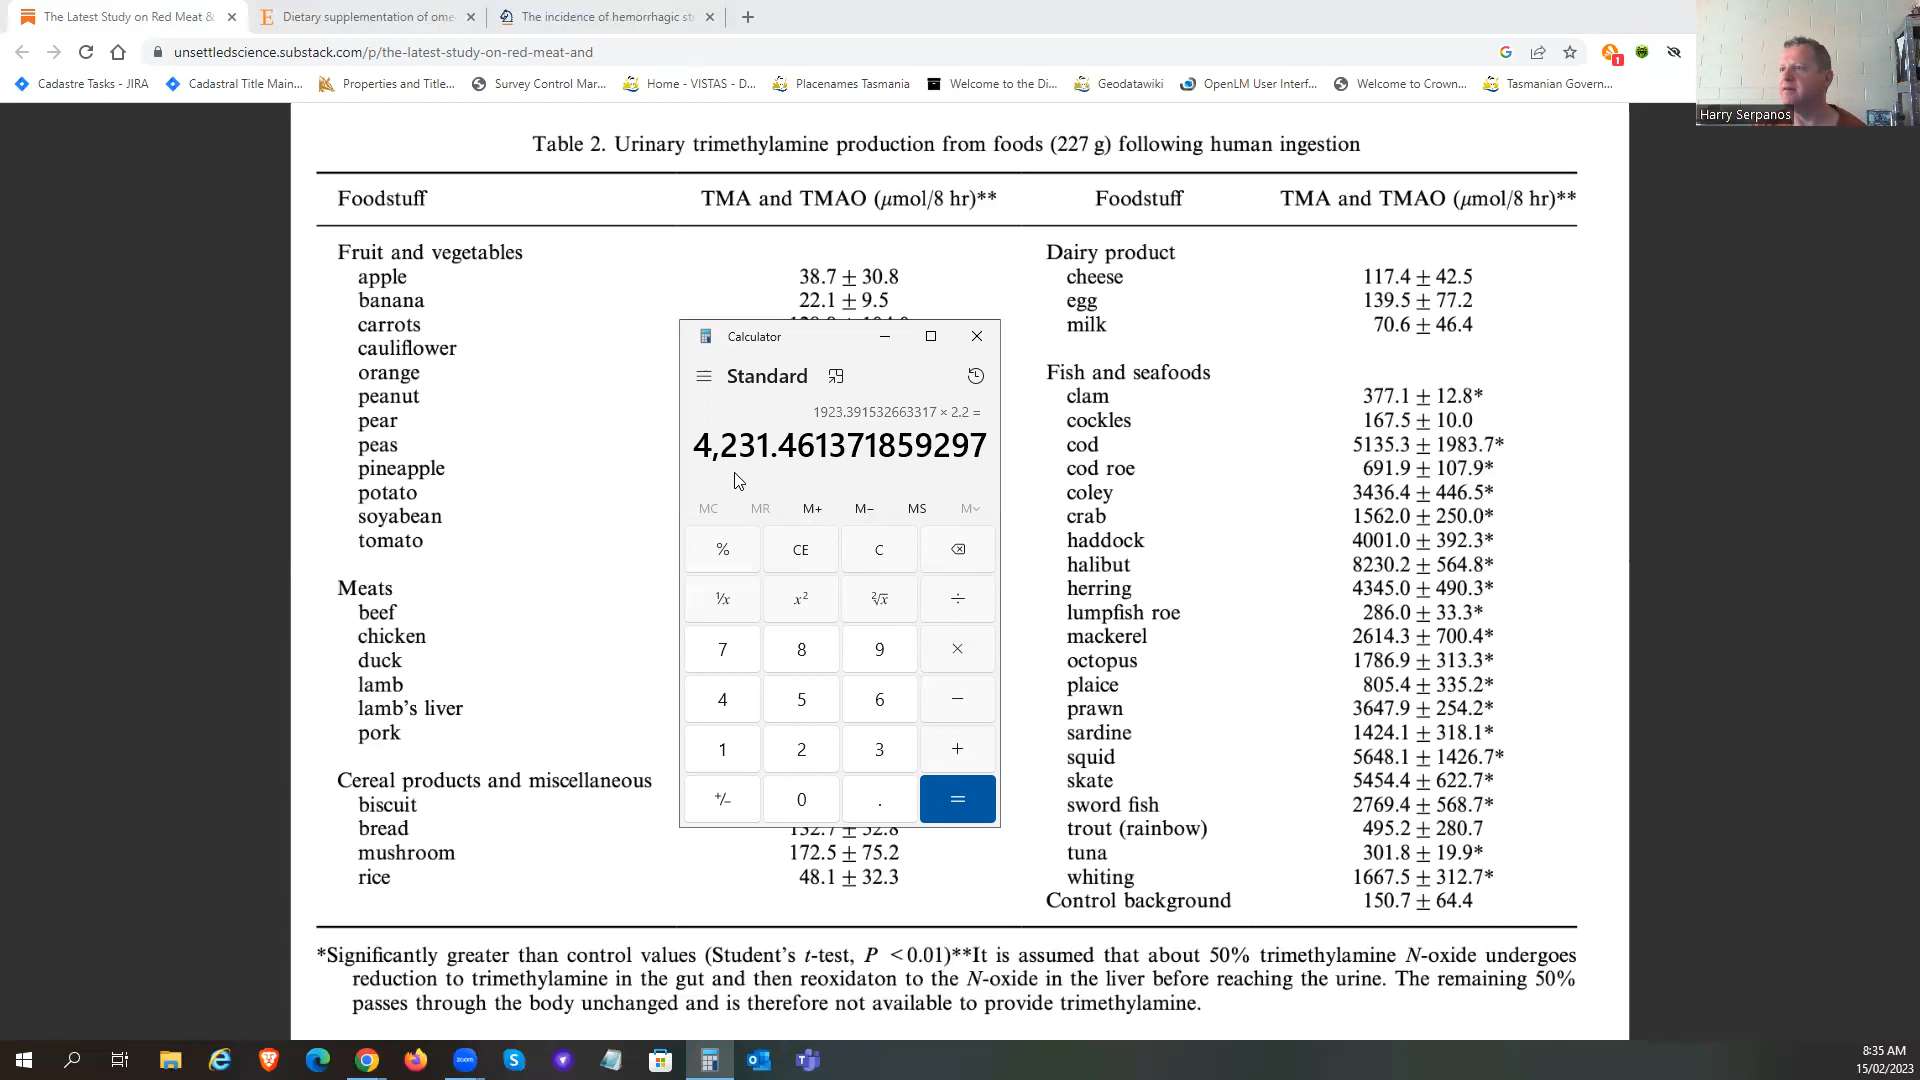 The Latest Study on Red Meat &
Dietary supplementation of ome
The incidence of hemorrhagic st
unsettledscience.substack.com/p/the-latest-study-on-red-meat-and
1
Cadastre Tasks - JIRA
Cadastral Title Main...
Properties and Title...
Survey Control Mar...
Home - VISTAS - D...
Placenames Tasmania
Welcome to the Di...
Geodatawiki
OpenLM User Interf...
Welcome to Crown...
Tasmanian Govern...
Harry Serpanos
Table 2. Urinary trimethylamine production from foods (227 g) following human ingestion
Foodstuff TMA and TMAO (μmol/8 hr)** Foodstuff TMA and TMAO (μmol/8 hr)**
Fruit and vegetables
apple 38.7 ± 30.8
banana 22.1 ± 9.5
carrots
cauliflower
orange
peanut
pear
peas
pineapple
potato
soyabean
tomato
Meats
beef
chicken
duck
lamb
lamb's liver
pork
Cereal products and miscellaneous
biscuit
bread 132.7 ± 52.8
mushroom 172.5 ± 75.2
rice 48.1 ± 32.3
Dairy product
cheese 117.4 ± 42.5
egg 139.5 ± 77.2
milk 70.6 ± 46.4
Fish and seafoods
clam 377.1 ± 12.8*
cockles 167.5 ± 10.0
cod 5135.3 ± 1983.7*
cod roe 691.9 ± 107.9*
coley 3436.4 ± 446.5*
crab 1562.0 ± 250.0*
haddock 4001.0 ± 392.3*
halibut 8230.2 ± 564.8*
herring 4345.0 ± 490.3*
lumpfish roe 286.0 ± 33.3*
mackerel 2614.3 ± 700.4*
octopus 1786.9 ± 313.3*
plaice 805.4 ± 335.2*
prawn 3647.9 ± 254.2*
sardine 1424.1 ± 318.1*
squid 5648.1 ± 1426.7*
skate 5454.4 ± 622.7*
sword fish 2769.4 ± 568.7*
trout (rainbow) 495.2 ± 280.7
tuna 301.8 ± 19.9*
whiting 1667.5 ± 312.7*
Control background 150.7 ± 64.4
*Significantly greater than control values (Student's t-test, P <0.01)**It is assumed that about 50% trimethylamine N-oxide undergoes
reduction to trimethylamine in the gut and then reoxidaton to the N-oxide in the liver before reaching the urine. The remaining 50%
passes through the body unchanged and is therefore not available to provide trimethylamine.
Calculator
Standard
1923.391532663317 × 2.2 =
4,231.461371859297
MC MR M+ M− MS M˅
% CE C
¹/x x² ²√x ÷
7 8 9 ×
4 5 6 −
1 2 3 +
+/− 0 . =
zoom
8:35 AM
15/02/2023